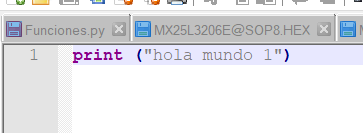 Funciones.py MX25L3206E@SOP8.HEX
1 print ("hola mundo 1")